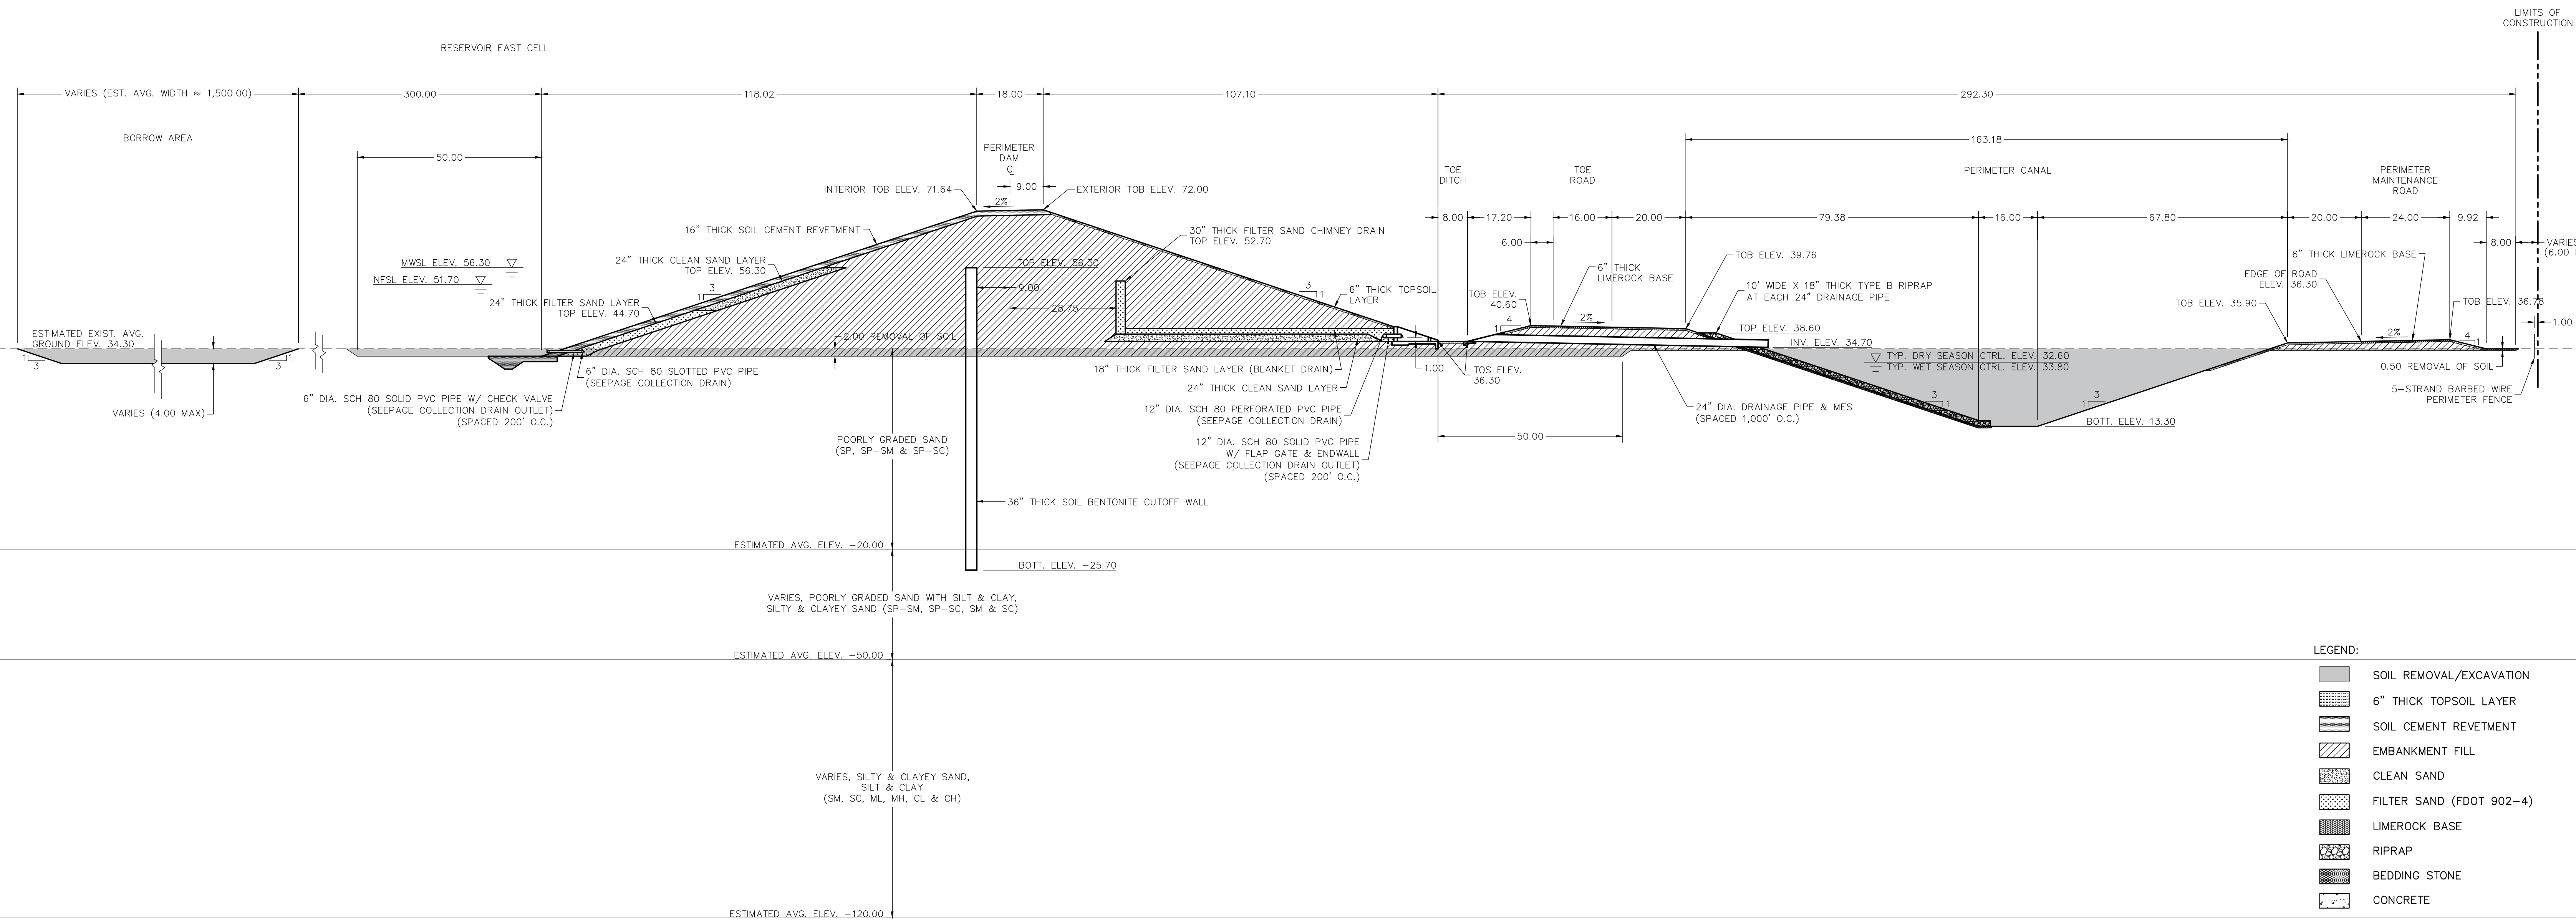 LIMITS OF
CONSTRUCTION
RESERVOIR EAST CELL
VARIES (EST. AVG. WIDTH ≈ 1,500.00)
300.00
118.02
18.00
107.10
292.30
BORROW AREA
50.00
163.18
PERIMETER
DAM
℄
9.00
TOE
DITCH
TOE
ROAD
PERIMETER CANAL
PERIMETER
MAINTENANCE
ROAD
INTERIOR TOB ELEV. 71.64
EXTERIOR TOB ELEV. 72.00
2%
8.00
17.20
16.00
20.00
79.38
16.00
67.80
20.00
24.00
9.92
6.00
8.00
VARIES
(6.00
16” THICK SOIL CEMENT REVETMENT
30” THICK FILTER SAND CHIMNEY DRAIN
TOP ELEV. 52.70
MWSL ELEV. 56.30
NFSL ELEV. 51.70
24” THICK CLEAN SAND LAYER
TOP ELEV. 56.30
TOP ELEV. 56.30
9.00
28.75
24” THICK FILTER SAND LAYER
TOP ELEV. 44.70
3
1
3
1
6” THICK TOPSOIL
LAYER
6” THICK
LIMEROCK BASE
TOB ELEV.
40.60
TOB ELEV. 39.76
10’ WIDE X 18” THICK TYPE B RIPRAP
AT EACH 24” DRAINAGE PIPE
6” THICK LIMEROCK BASE
EDGE OF ROAD
ELEV. 36.30
TOB ELEV. 35.90
TOB ELEV. 36.78
4
1
2%
TOP ELEV. 38.60
INV. ELEV. 34.70
2%
4
1
1.00
ESTIMATED EXIST. AVG.
GROUND ELEV. 34.30
2.00 REMOVAL OF SOIL
TYP. DRY SEASON CTRL. ELEV. 32.60
TYP. WET SEASON CTRL. ELEV. 33.80
0.50 REMOVAL OF SOIL
1
3
3
1
18” THICK FILTER SAND LAYER (BLANKET DRAIN)
1.00
TOS ELEV.
36.30
6” DIA. SCH 80 SLOTTED PVC PIPE
(SEEPAGE COLLECTION DRAIN)
24” THICK CLEAN SAND LAYER
5-STRAND BARBED WIRE
PERIMETER FENCE
VARIES (4.00 MAX)
6” DIA. SCH 80 SOLID PVC PIPE W/ CHECK VALVE
(SEEPAGE COLLECTION DRAIN OUTLET)
(SPACED 200’ O.C.)
12” DIA. SCH 80 PERFORATED PVC PIPE
(SEEPAGE COLLECTION DRAIN)
24” DIA. DRAINAGE PIPE & MES
(SPACED 1,000’ O.C.)
3
1
3
1
BOTT. ELEV. 13.30
50.00
POORLY GRADED SAND
(SP, SP-SM & SP-SC)
12” DIA. SCH 80 SOLID PVC PIPE
W/ FLAP GATE & ENDWALL
(SEEPAGE COLLECTION DRAIN OUTLET)
(SPACED 200’ O.C.)
36” THICK SOIL BENTONITE CUTOFF WALL
ESTIMATED AVG. ELEV. -20.00
BOTT. ELEV. -25.70
VARIES, POORLY GRADED SAND WITH SILT & CLAY,
SILTY & CLAYEY SAND (SP-SM, SP-SC, SM & SC)
ESTIMATED AVG. ELEV. -50.00
VARIES, SILTY & CLAYEY SAND,
SILT & CLAY
(SM, SC, ML, MH, CL & CH)
ESTIMATED AVG. ELEV. -120.00
LEGEND:
SOIL REMOVAL/EXCAVATION
6” THICK TOPSOIL LAYER
SOIL CEMENT REVETMENT
EMBANKMENT FILL
CLEAN SAND
FILTER SAND (FDOT 902-4)
LIMEROCK BASE
RIPRAP
BEDDING STONE
CONCRETE